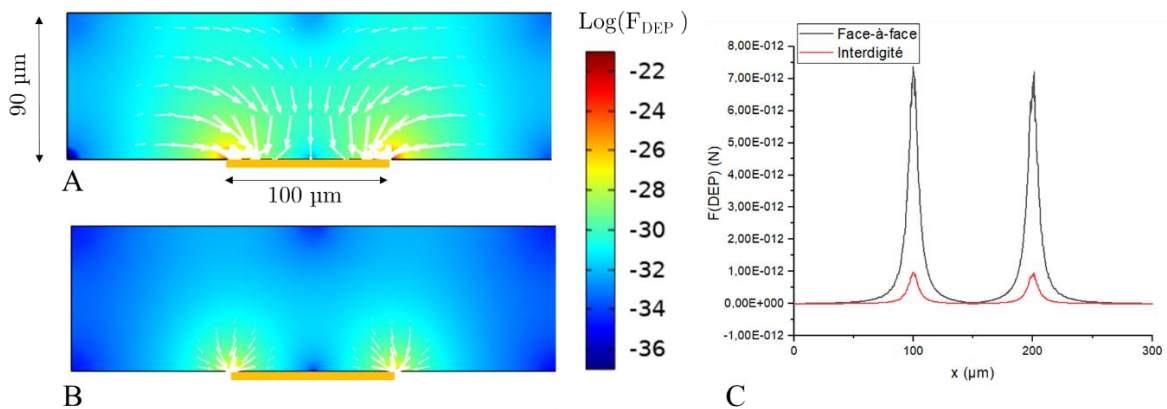 90 µm
A
100 µm
B
Log(F_DEP )
-22
-24
-26
-28
-30
-32
-34
-36
Face-à-face
Interdigité
8,00E-012
7,00E-012
6,00E-012
5,00E-012
4,00E-012
3,00E-012
2,00E-012
1,00E-012
0,00E+000
-1,00E-012
F(DEP) (N)
0 100 200 300
x (µm)
C